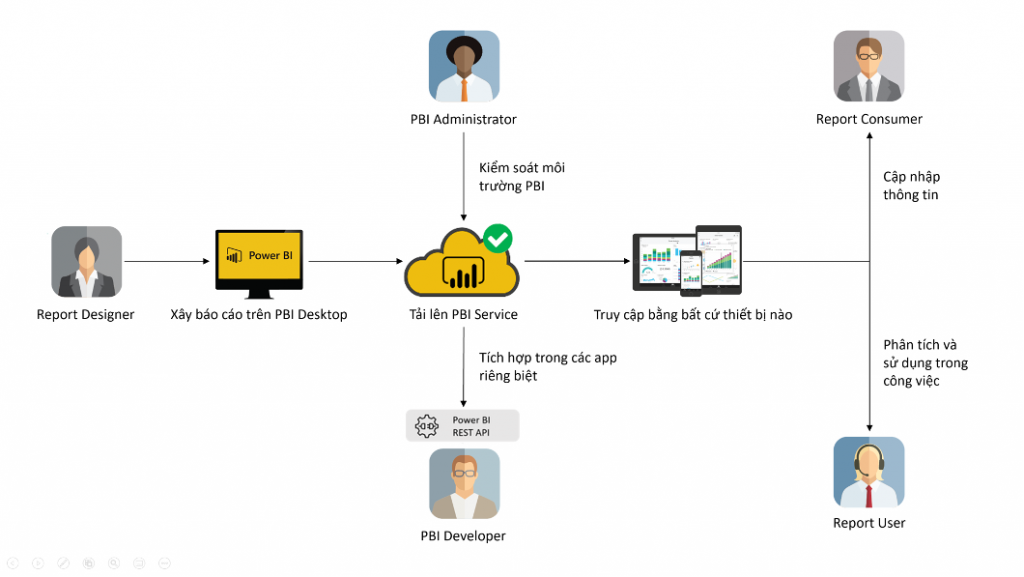 PBI Administrator
Report Consumer
Kiểm soát môi
trường PBI
Cập nhập
thông tin
Power BI
Report Designer
Xây báo cáo trên PBI Desktop
Tải lên PBI Service
Truy cập bằng bất cứ thiết bị nào
Tích hợp trong các app
riêng biệt
Phân tích và
sử dụng trong
công việc
Power BI
REST API
PBI Developer
Report User